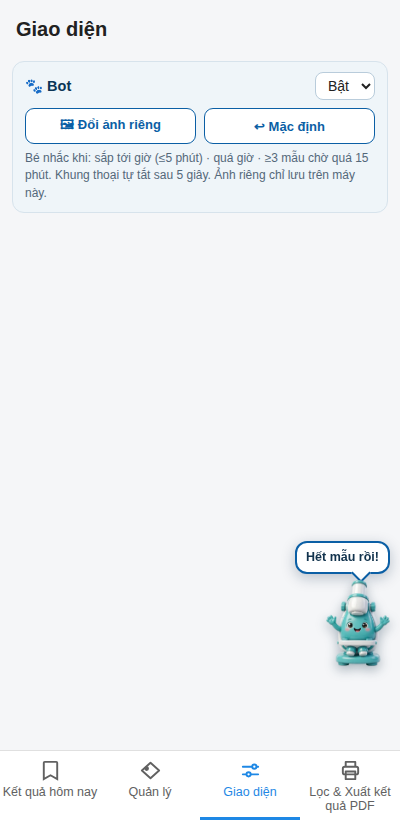 Giao diện
🐾 Bot
Bật
🖼 Đổi ảnh riêng
↩ Mặc định
Bé nhắc khi: sắp tới giờ (≤5 phút) · quá giờ · ≥3 mẫu chờ quá 15
phút. Khung thoại tự tắt sau 5 giây. Ảnh riêng chỉ lưu trên máy
này.
Hết mẫu rồi!
Kết quả hôm nay
Quản lý
Giao diện
Lọc & Xuất kết
quả PDF